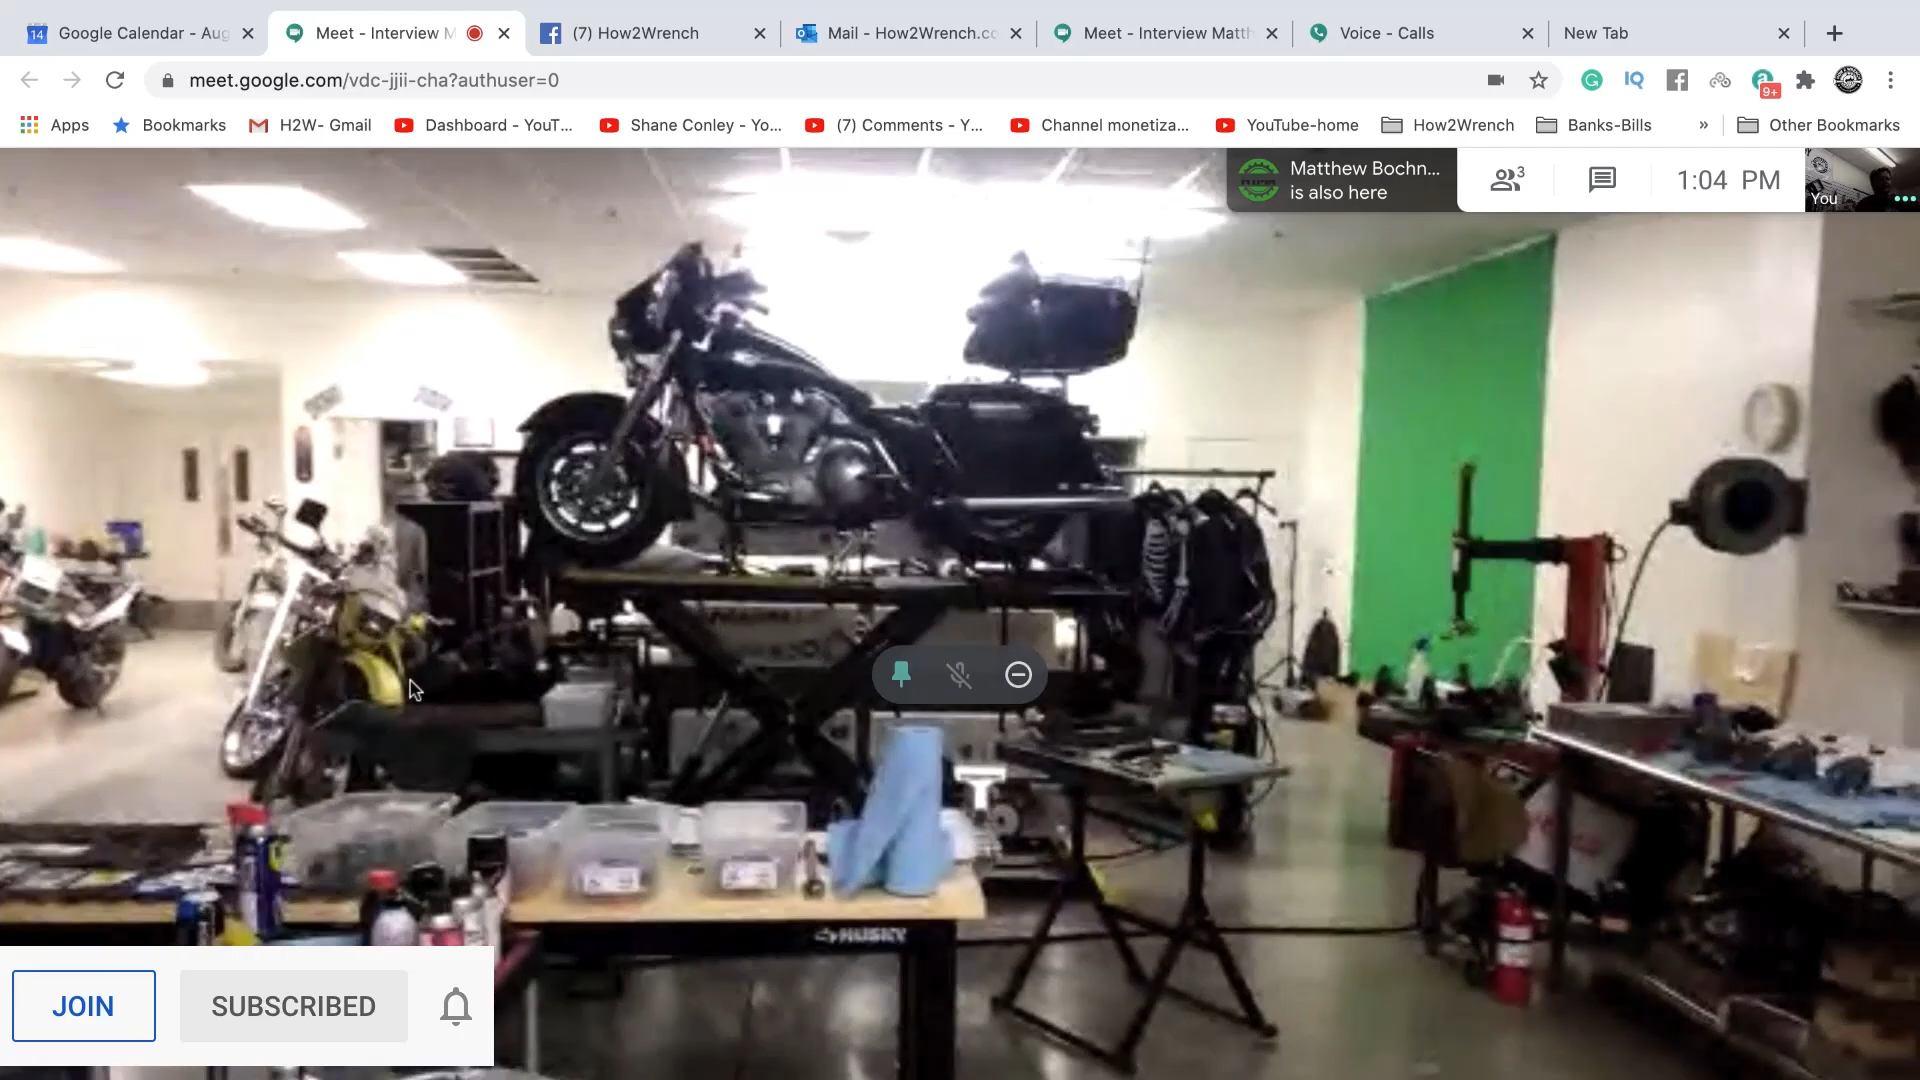 14 Google Calendar - Aug
Meet - Interview M
(7) How2Wrench
Mail - How2Wrench.co
Meet - Interview Matth
Voice - Calls
New Tab
meet.google.com/vdc-jjii-cha?authuser=0
IQ
9+
Apps
Bookmarks
H2W- Gmail
Dashboard - YouT...
Shane Conley - Yo...
(7) Comments - Y...
Channel monetiza...
YouTube-home
How2Wrench
Banks-Bills
»
Other Bookmarks
Matthew Bochn...
is also here
3
1:04 PM
You
HUSKY
JOIN
SUBSCRIBED